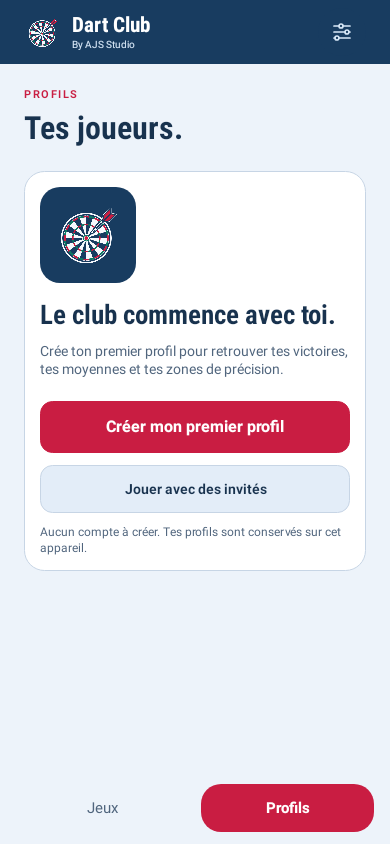 Dart Club
By AJS Studio
PROFILS
Tes joueurs.
Le club commence avec toi.
Crée ton premier profil pour retrouver tes victoires,
tes moyennes et tes zones de précision.
Créer mon premier profil
Jouer avec des invités
Aucun compte à créer. Tes profils sont conservés sur cet
appareil.
Jeux
Profils